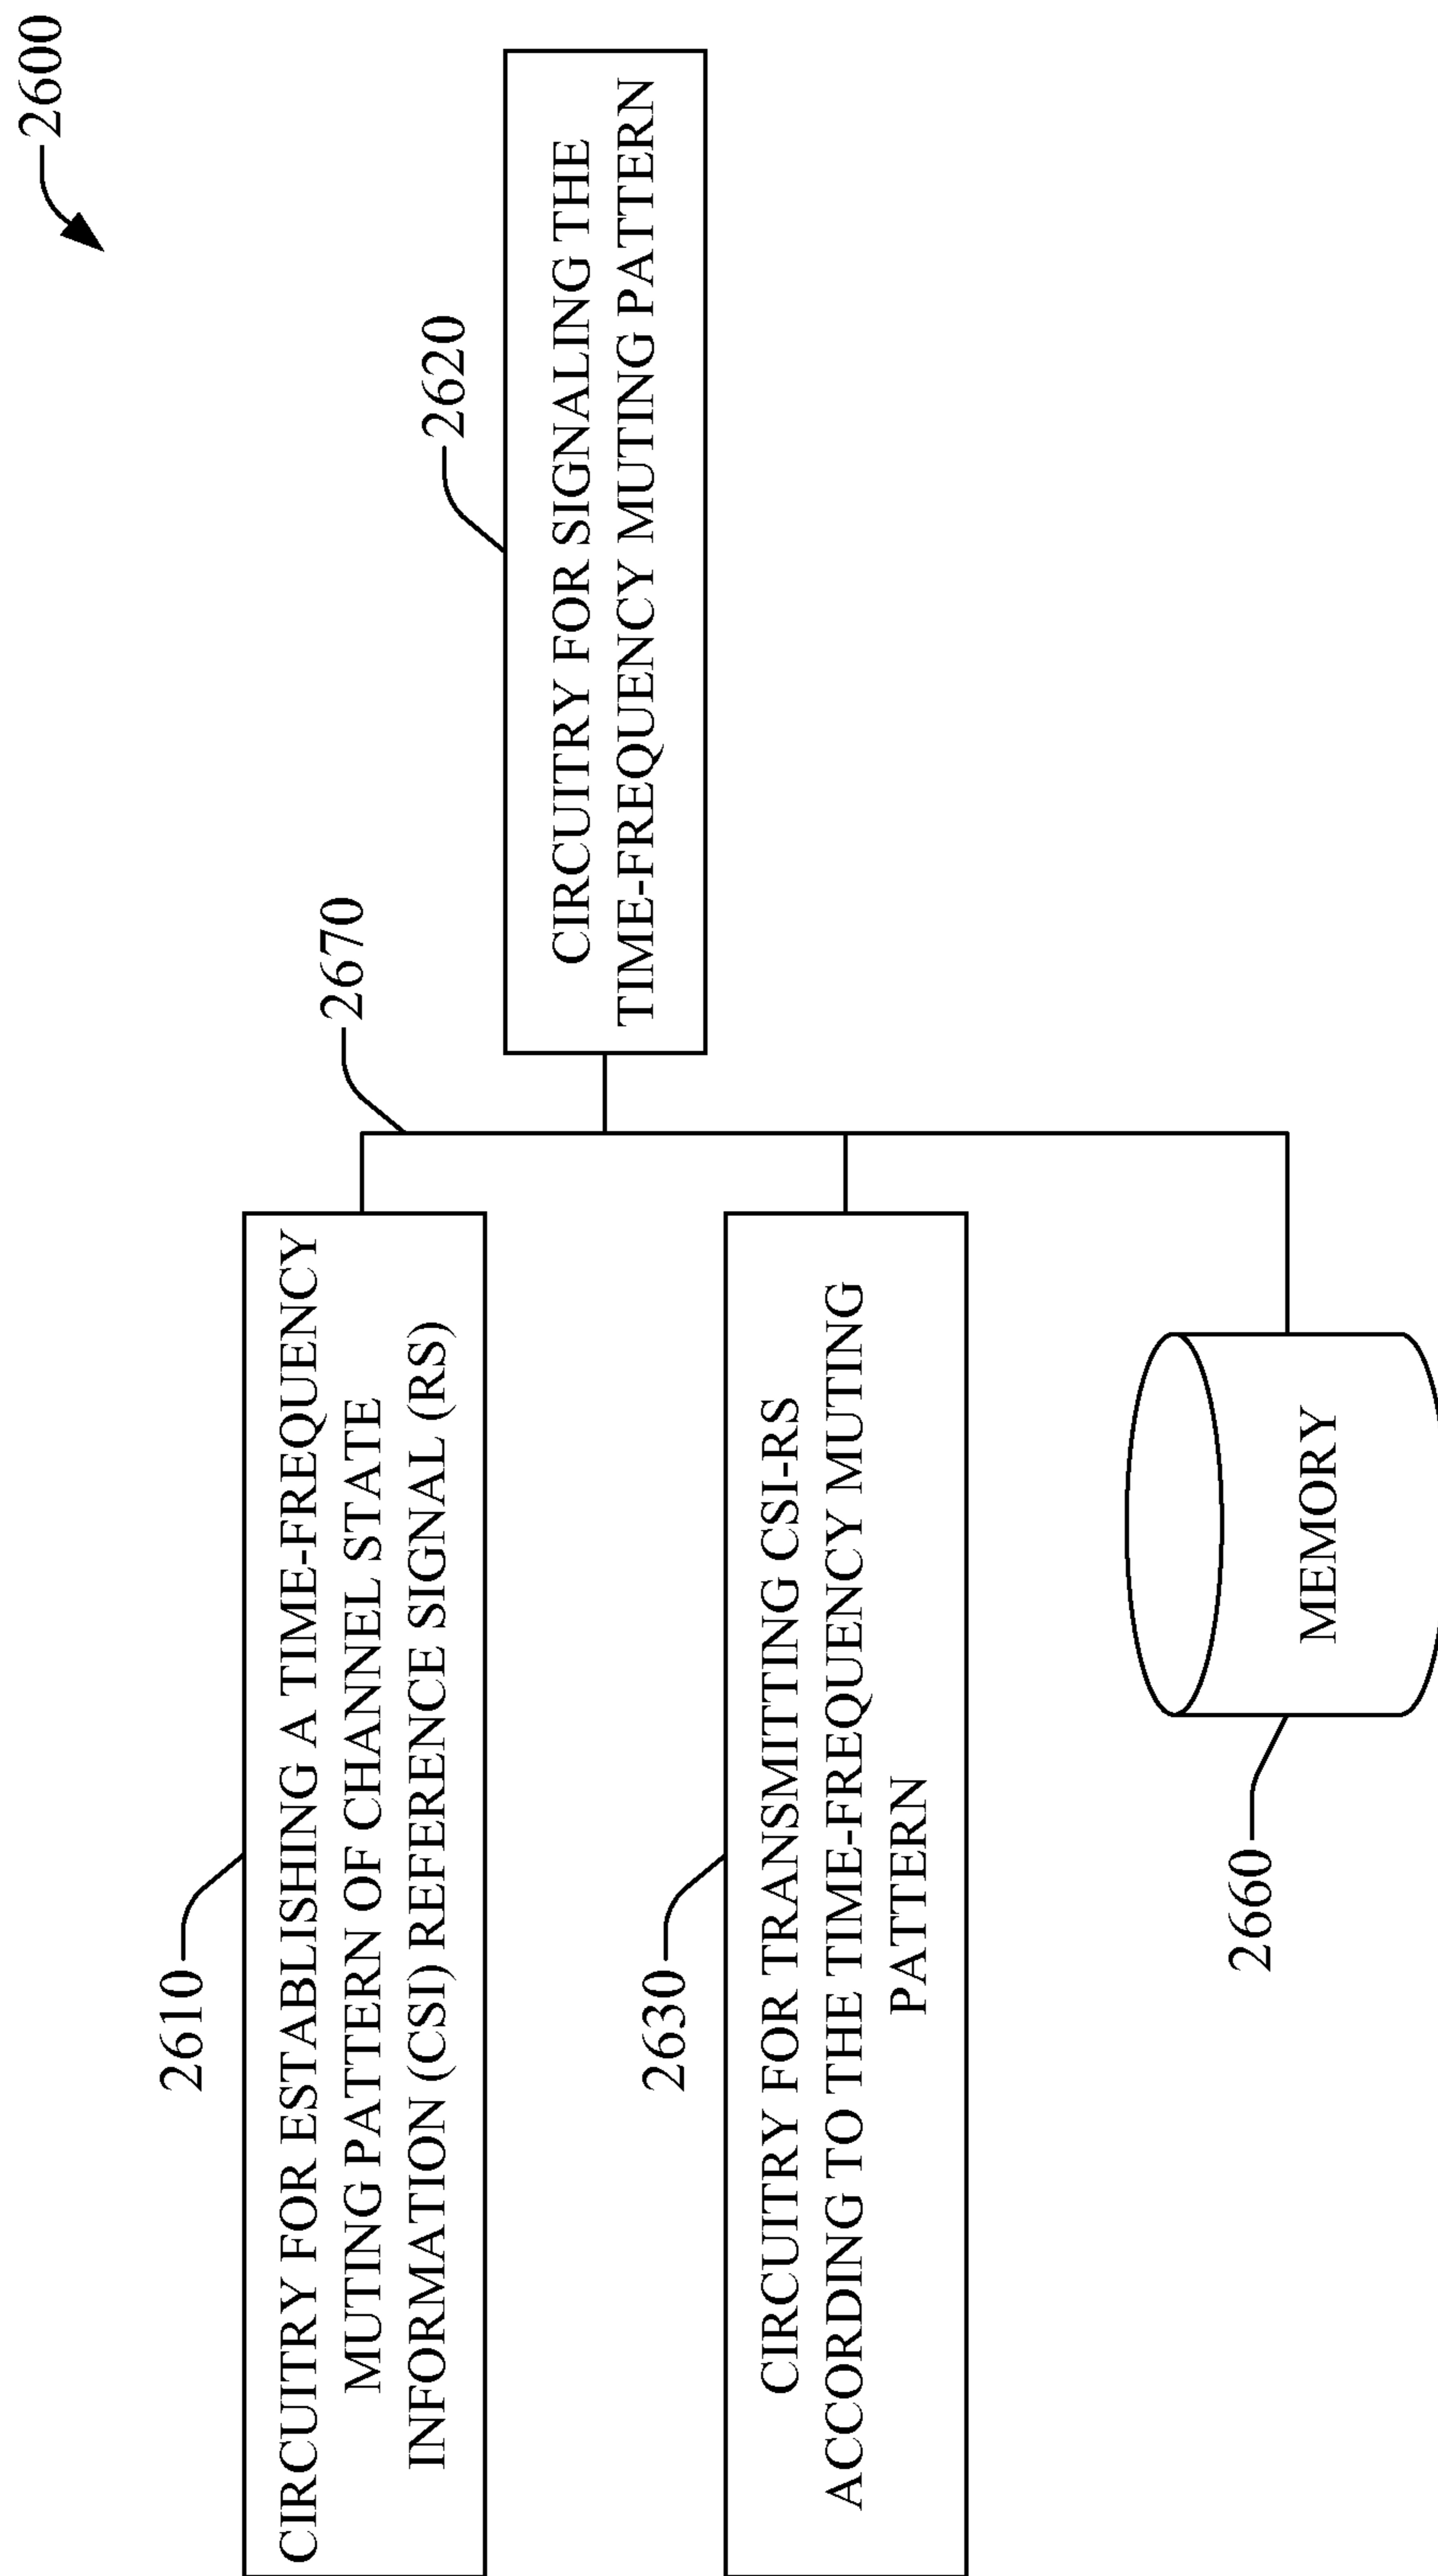 2600
2610
CIRCUITRY FOR ESTABLISHING A TIME-FREQUENCY
MUTING PATTERN OF CHANNEL STATE
INFORMATION (CSI) REFERENCE SIGNAL (RS)
2670
2620
CIRCUITRY FOR SIGNALING THE
TIME-FREQUENCY MUTING PATTERN
2630
CIRCUITRY FOR TRANSMITTING CSI-RS
ACCORDING TO THE TIME-FREQUENCY MUTING
PATTERN
2660
MEMORY